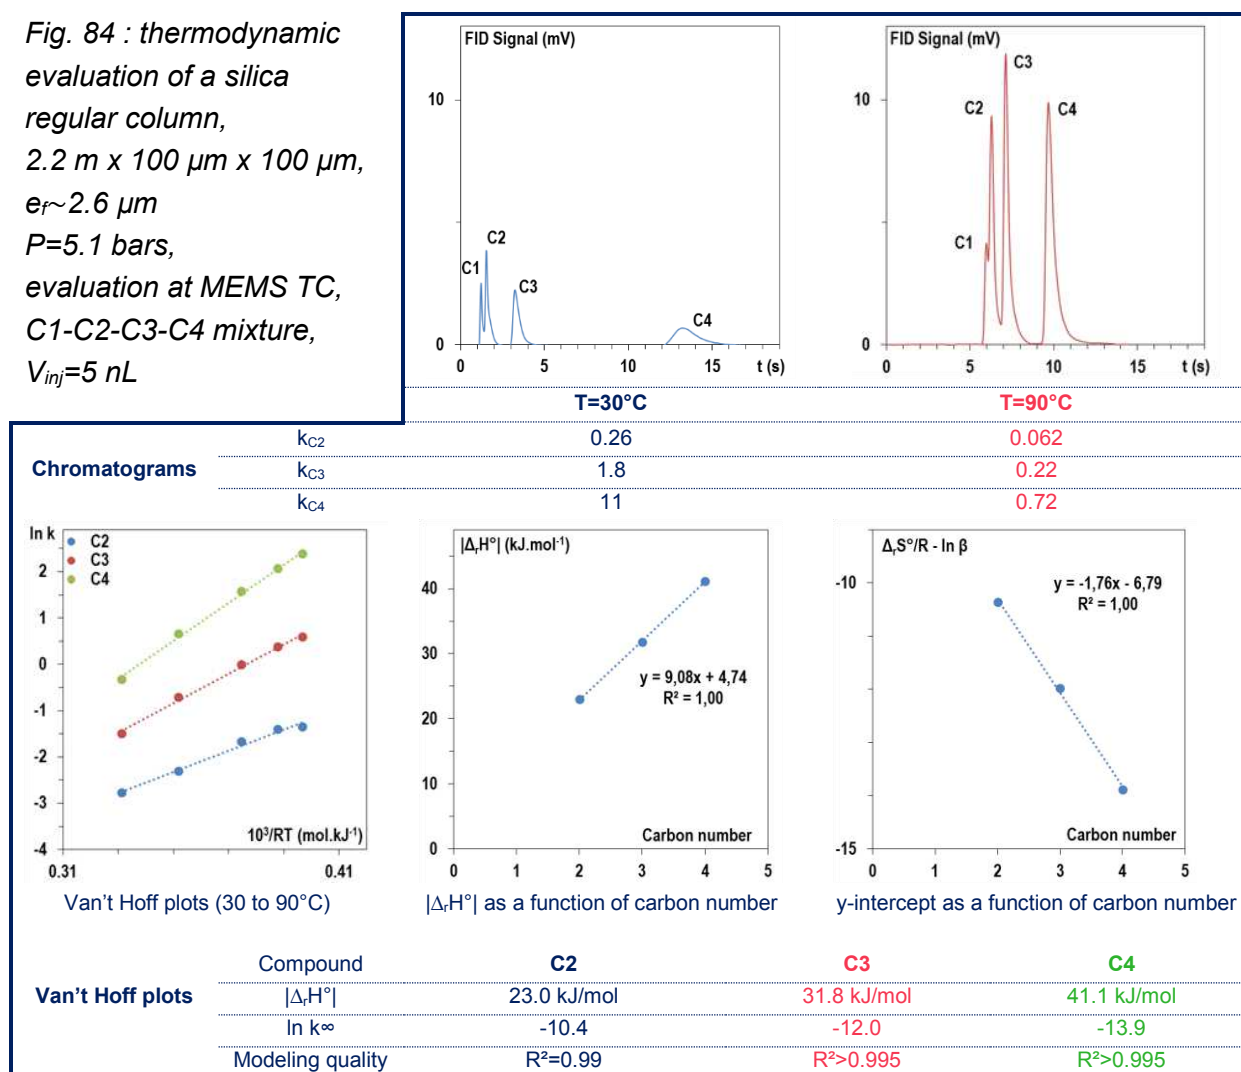 Fig. 84 : thermodynamic
evaluation of a silica
regular column,
2.2 m x 100 µm x 100 µm,
ef~2.6 µm
P=5.1 bars,
evaluation at MEMS TC,
C1-C2-C3-C4 mixture,
Vinj=5 nL
FID Signal (mV)
10
C2
C1
C3
C4
0
0 5 10 15 t (s)
FID Signal (mV)
C3
10
C2
C4
C1
0
0 5 10 15 t (s)
T=30°C T=90°C
Chromatograms
kC2 0.26 0.062
kC3 1.8 0.22
kC4 11 0.72
ln k
C2
C3
C4
2
1
0
-1
-2
-3
-4
10³/RT (mol.kJ⁻¹)
0.31 0.41
Van't Hoff plots (30 to 90°C)
|ΔrH°| (kJ.mol⁻¹)
40
30
20
10
0
y = 9,08x + 4,74
R² = 1,00
Carbon number
0 1 2 3 4 5
|ΔrH°| as a function of carbon number
ΔrS°/R - ln β
-10
y = -1,76x - 6,79
R² = 1,00
-15
Carbon number
0 1 2 3 4 5
y-intercept as a function of carbon number
Van't Hoff plots
Compound C2 C3 C4
|ΔrH°| 23.0 kJ/mol 31.8 kJ/mol 41.1 kJ/mol
ln k∞ -10.4 -12.0 -13.9
Modeling quality R²=0.99 R²>0.995 R²>0.995